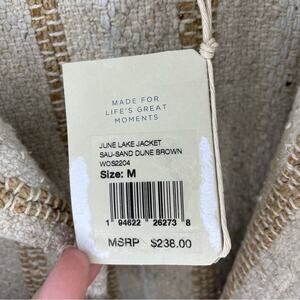 MADE FOR
LIFE'S GREAT
MOMENTS
JUNE LAKE JACKET
SAU-SAND DUNE BROWN
WOS2204
Size: M
1 94622 26273 8
MSRP $238.00